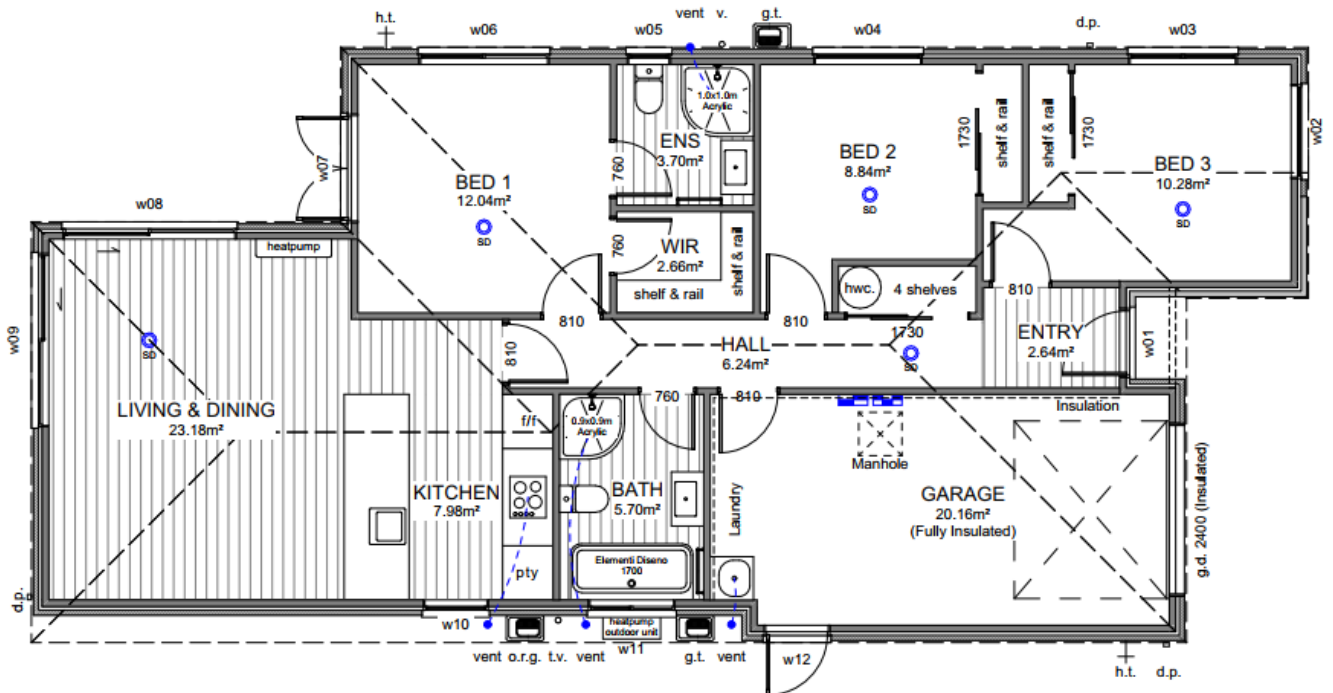 h.t.
w06
w05
vent
v.
g.t.
w04
d.p.
w03
1.0x1.0m
Acrylic
w07
w02
ENS
3.70m²
760
BED 1
12.04m²
SD
BED 2
8.84m²
SD
1730
shelf & rail
shelf & rail
1730
BED 3
10.28m²
SD
w08
heatpump
760
WIR
2.66m²
shelf & rail
shelf & rail
hwc.
4 shelves
810
810
810
810
1730
HALL
6.24m²
SD
ENTRY
2.64m²
w01
w09
SD
LIVING & DINING
23.18m²
f/f
0.9x0.9m
Acrylic
760
810
Insulation
Manhole
KITCHEN
7.98m²
BATH
5.70m²
Laundry
GARAGE
20.16m²
(Fully Insulated)
g.d. 2400 (Insulated)
pty
Elementi Diseno
1700
d.p.
w10
heatpump
outdoor unit
w11
vent
o.r.g.
t.v.
vent
g.t.
vent
w12
h.t.
d.p.